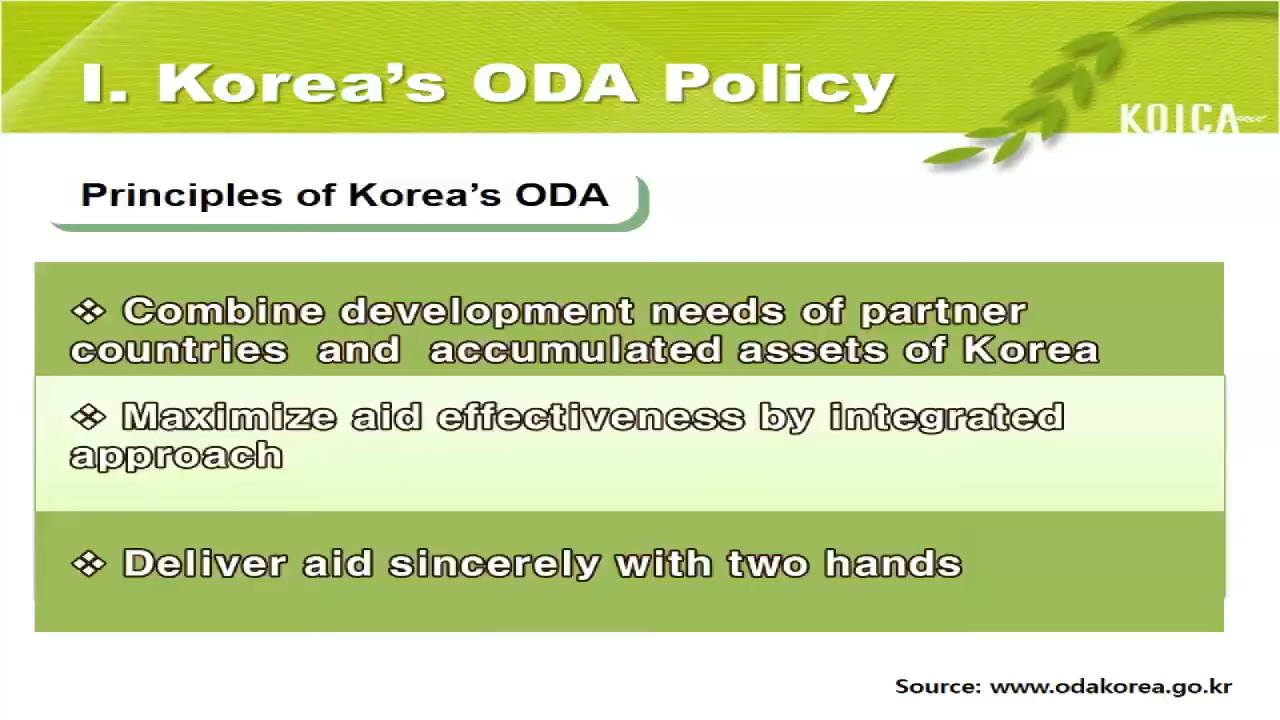 I. Korea’s ODA Policy
KOICA
Principles of Korea’s ODA
❖ Combine development needs of partner
countries and accumulated assets of Korea
❖ Maximize aid effectiveness by integrated
approach
❖ Deliver aid sincerely with two hands
Source: www.odakorea.go.kr